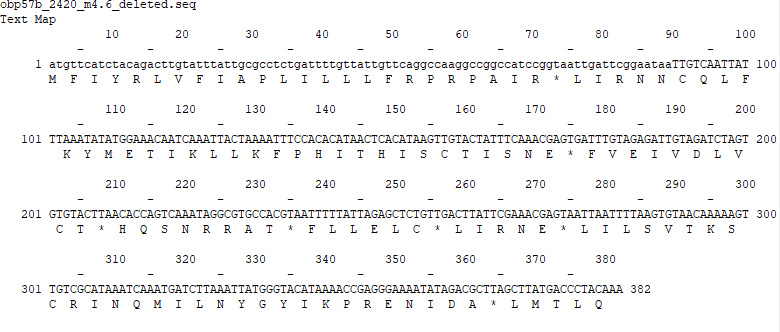 obp57b_2420_m4.6_deleted.seq
Text Map
10 20 30 40 50 60 70 80 90 100
- - - - - - - - - -
1 atgttcatctacagacttgtatttattgcgcctctgattttgttattgttcaggccaaggccggccatccggtaattgattcggaataaTTGTCAATTAT 100
M F I Y R L V F I A P L I L L L F R P R P A I R * L I R N N C Q L F
110 120 130 140 150 160 170 180 190 200
- - - - - - - - - -
101 TTAAATATATGGAAACAATCAAATTACTAAAATTTCCACACATAACTCACATAAGTTGTACTATTTCAAACGAGTGATTTGTAGAGATTGTAGATCTAGT 200
K Y M E T I K L L K F P H I T H I S C T I S N E * F V E I V D L V
210 220 230 240 250 260 270 280 290 300
- - - - - - - - - -
201 GTGTACTTAACACCAGTCAAATAGGCGTGCCACGTAATTTTTATTAGAGCTCTGTTGACTTATTCGAAACGAGTAATTAATTTTAAGTGTAACAAAAAGT 300
C T * H Q S N R R A T * F L L E L C * L I R N E * L I L S V T K S
310 320 330 340 350 360 370 380
- - - - - - - -
301 TGTCGCATAAATCAAATGATCTTAAATTATGGGTACATAAAACCGAGGGAAAATATAGACGCTTAGCTTATGACCCTACAAA 382
C R I N Q M I L N Y G Y I K P R E N I D A * L M T L Q